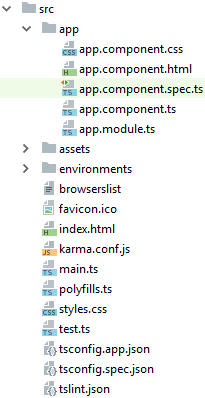 src
app
app.component.css
app.component.html
app.component.spec.ts
app.component.ts
app.module.ts
assets
environments
browserslist
favicon.ico
index.html
karma.conf.js
main.ts
polyfills.ts
styles.css
test.ts
tsconfig.app.json
tsconfig.spec.json
tslint.json